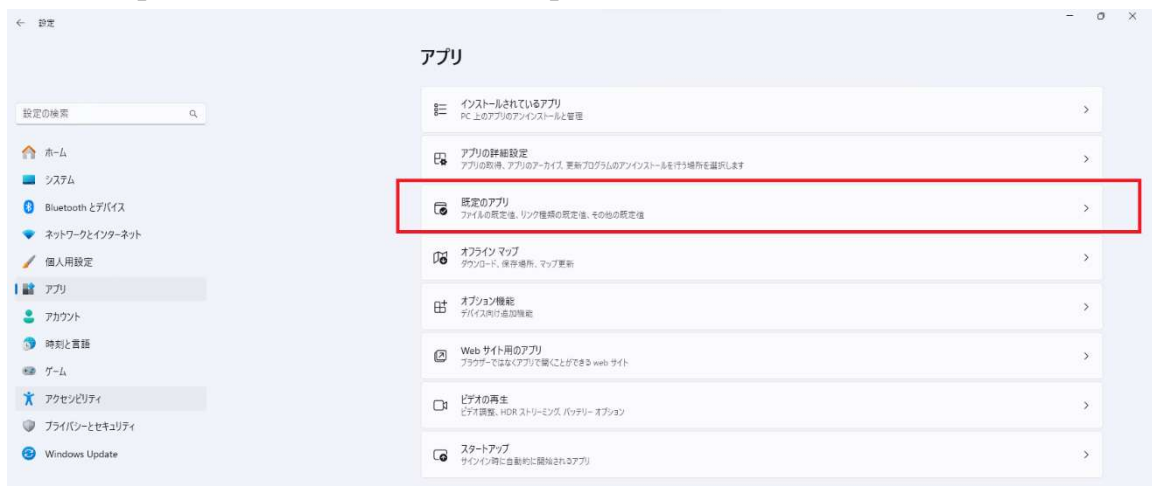 設定
アプリ
設定の検索
ホーム
システム
Bluetooth とデバイス
ネットワークとインターネット
個人用設定
アプリ
アカウント
時刻と言語
ゲーム
アクセシビリティ
プライバシーとセキュリティ
Windows Update
インストールされているアプリ
PC 上のアプリのアンインストールと管理
アプリの詳細設定
アプリの取得、アプリのアーカイブ、更新プログラムのアンインストールを行う場所を選択します
既定のアプリ
ファイルの既定値、リンク種類の既定値、その他の既定値
オフライン マップ
ダウンロード、保存場所、マップ更新
オプション機能
デバイス向け追加機能
Web サイト用のアプリ
ブラウザーではなくアプリで開くことができる web サイト
ビデオの再生
ビデオ調整、HDR ストリーミング, バッテリー オプション
スタートアップ
サインイン時に自動的に開始されるアプリ